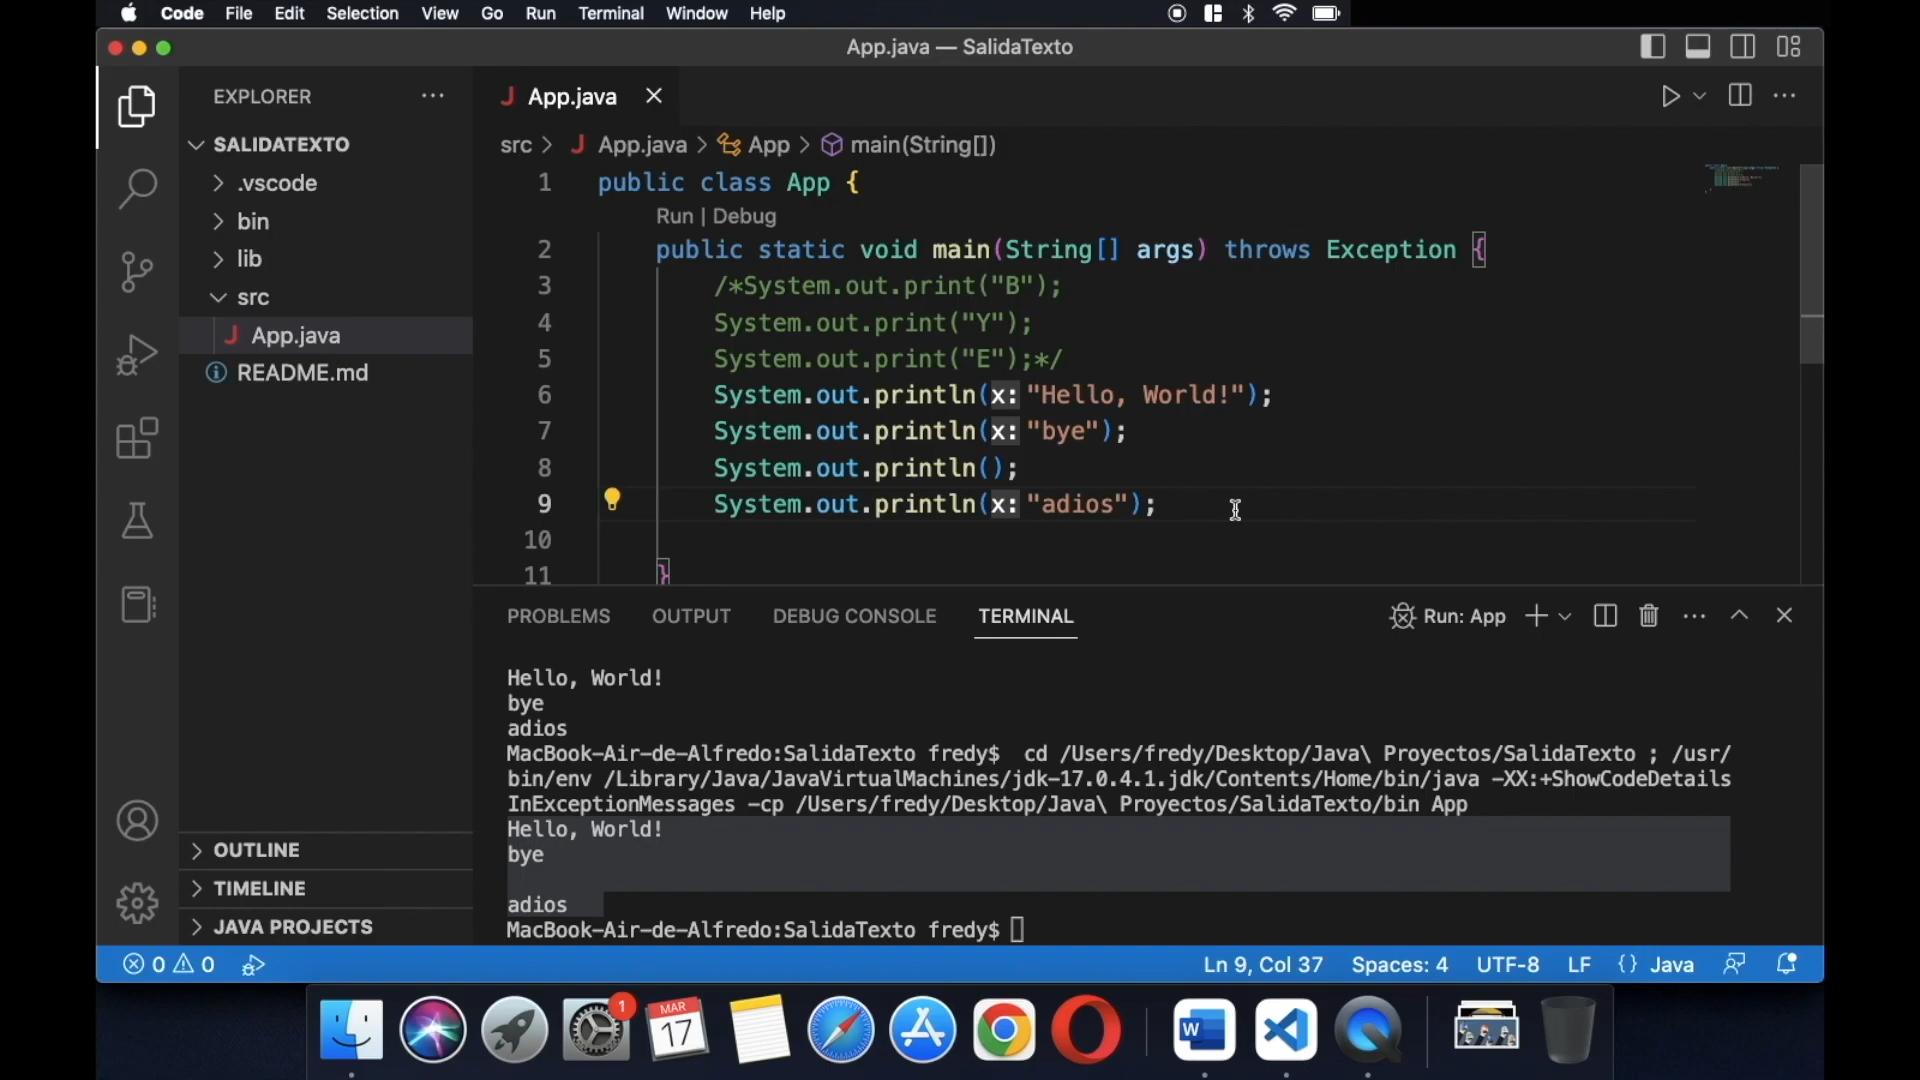 Code File Edit Selection View Go Run Terminal Window Help
App.java — SalidaTexto
EXPLORER
App.java
SALIDATEXTO
.vscode
bin
lib
src
App.java
README.md
OUTLINE
TIMELINE
JAVA PROJECTS
src > App.java > App > main(String[])
1 public class App {
Run | Debug
2 public static void main(String[] args) throws Exception {
3 /*System.out.print("B");
4 System.out.print("Y");
5 System.out.print("E");*/
6 System.out.println(x: "Hello, World!");
7 System.out.println(x: "bye");
8 System.out.println();
9 System.out.println(x: "adios");
10
11 }
PROBLEMS OUTPUT DEBUG CONSOLE TERMINAL
Run: App
Hello, World!
bye
adios
MacBook-Air-de-Alfredo:SalidaTexto fredy$ cd /Users/fredy/Desktop/Java\ Proyectos/SalidaTexto ; /usr/
bin/env /Library/Java/JavaVirtualMachines/jdk-17.0.4.1.jdk/Contents/Home/bin/java -XX:+ShowCodeDetails
InExceptionMessages -cp /Users/fredy/Desktop/Java\ Proyectos/SalidaTexto/bin App
Hello, World!
bye
adios
MacBook-Air-de-Alfredo:SalidaTexto fredy$
0 0
Ln 9, Col 37 Spaces: 4 UTF-8 LF {} Java
1
MAR
17
W